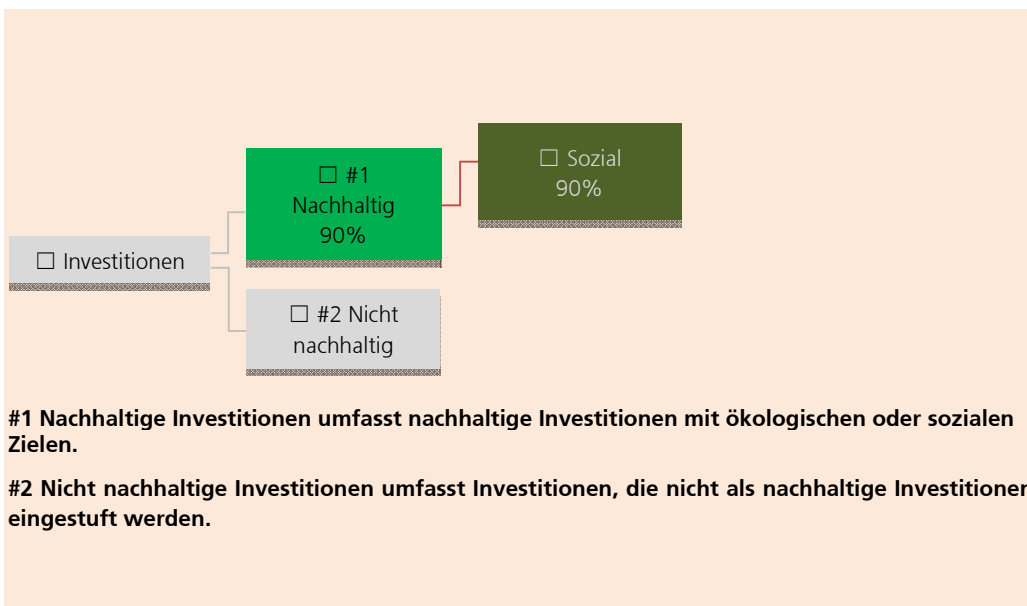 ☐ Sozial
90%
☐ #1
Nachhaltig
90%
☐ Investitionen
☐ #2 Nicht
nachhaltig
#1 Nachhaltige Investitionen umfasst nachhaltige Investitionen mit ökologischen oder sozialen
Zielen.
#2 Nicht nachhaltige Investitionen umfasst Investitionen, die nicht als nachhaltige Investitionen
eingestuft werden.